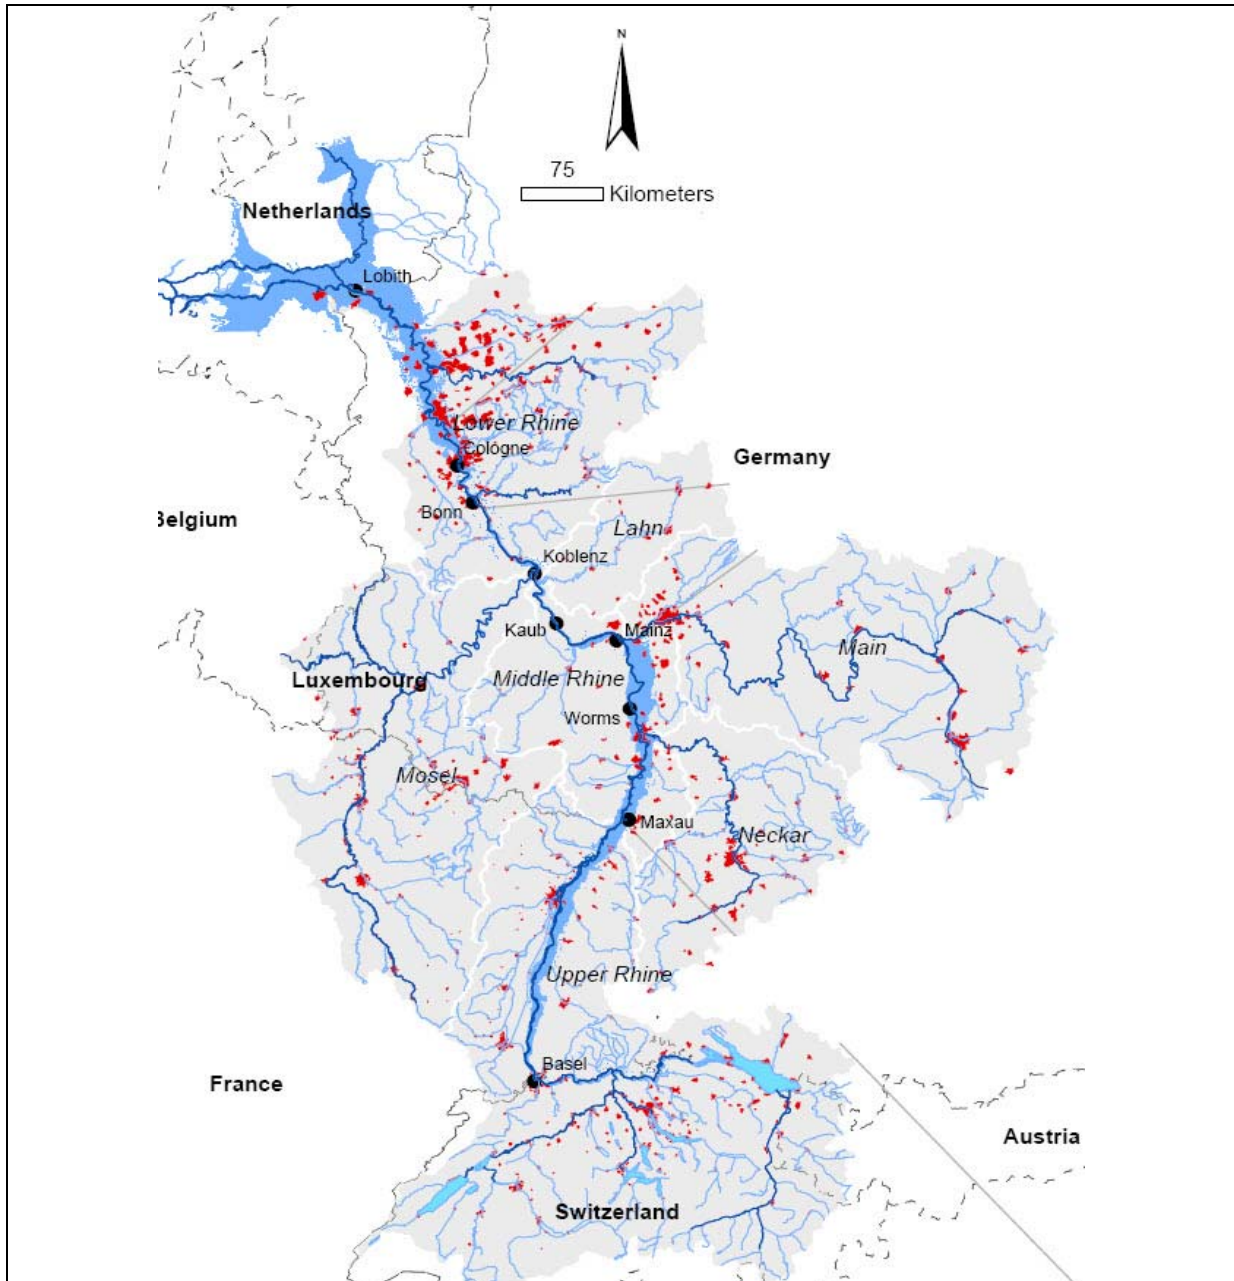 N
75
Kilometers
Netherlands
Lobith
Lower Rhine
Cologne
Germany
Belgium
Bonn
Lahn
Koblenz
Kaub
Mainz
Main
Luxembourg
Middle Rhine
Worms
Mosel
Maxau
Neckar
Upper Rhine
Basel
France
Austria
Switzerland